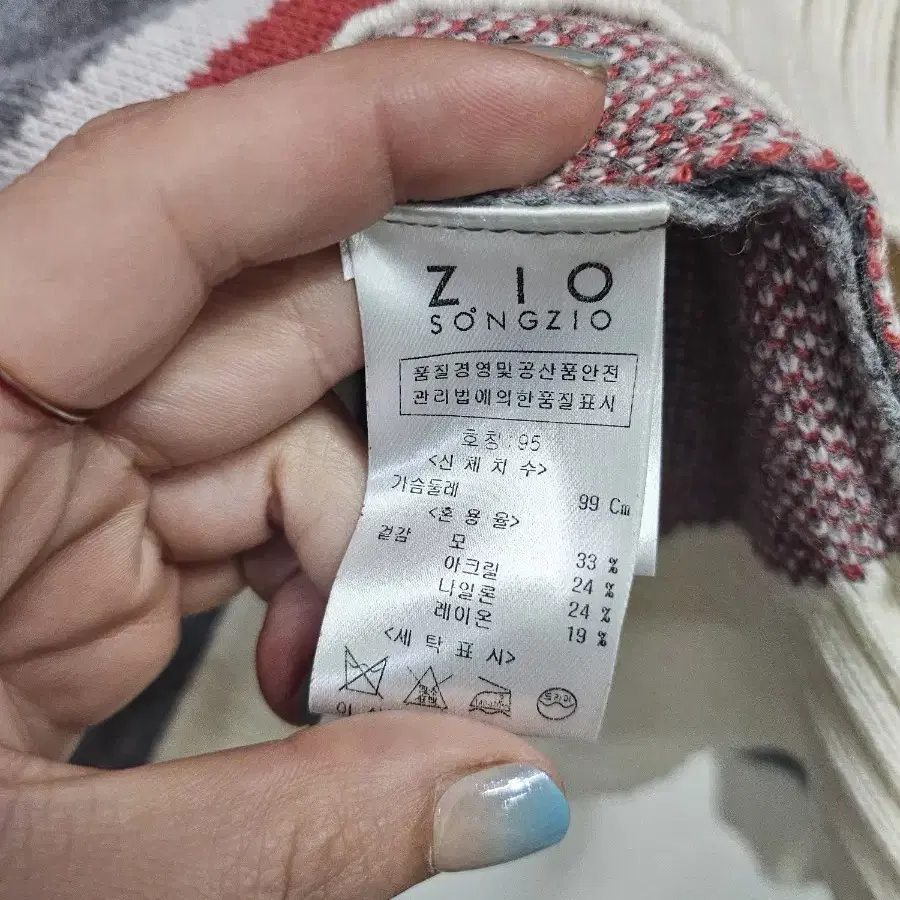 ZIO
SONGZIO
품질경영및공산품안전
관리법에의한품질표시
호칭:95
<신 체 치 수>
가슴둘레 99 Cm
<혼 용 율>
겉감 모 33 %
아크릴 24 %
나일론 24 %
레이온 19 %
<세 탁 표 시>
드라이